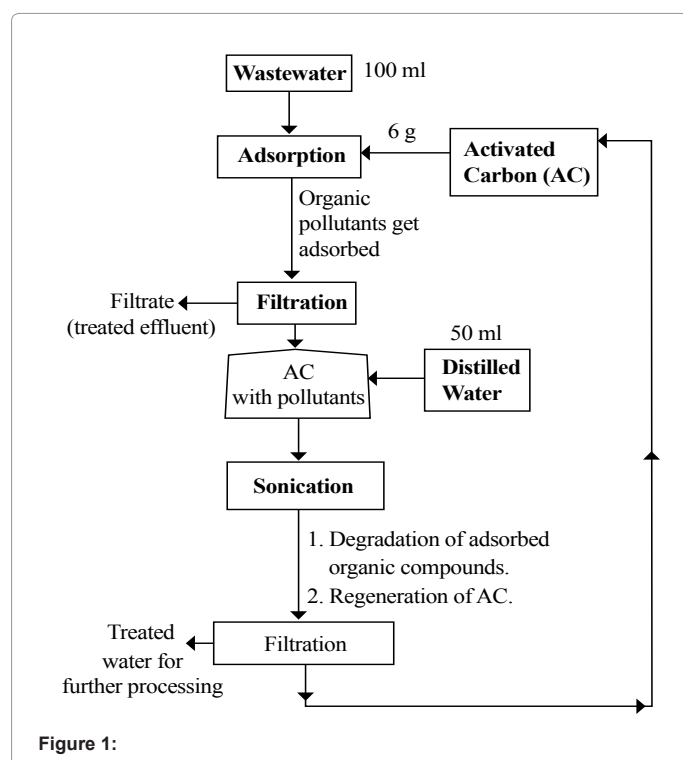 Wastewater 100 ml
6 g
Adsorption
Activated
Carbon (AC)
Organic
pollutants get
adsorbed
Filtrate
(treated effluent)
Filtration
50 ml
AC
with pollutants
Distilled
Water
Sonication
1. Degradation of adsorbed
organic compounds.
2. Regeneration of AC.
Treated
water for
further processing
Filtration
Figure 1: